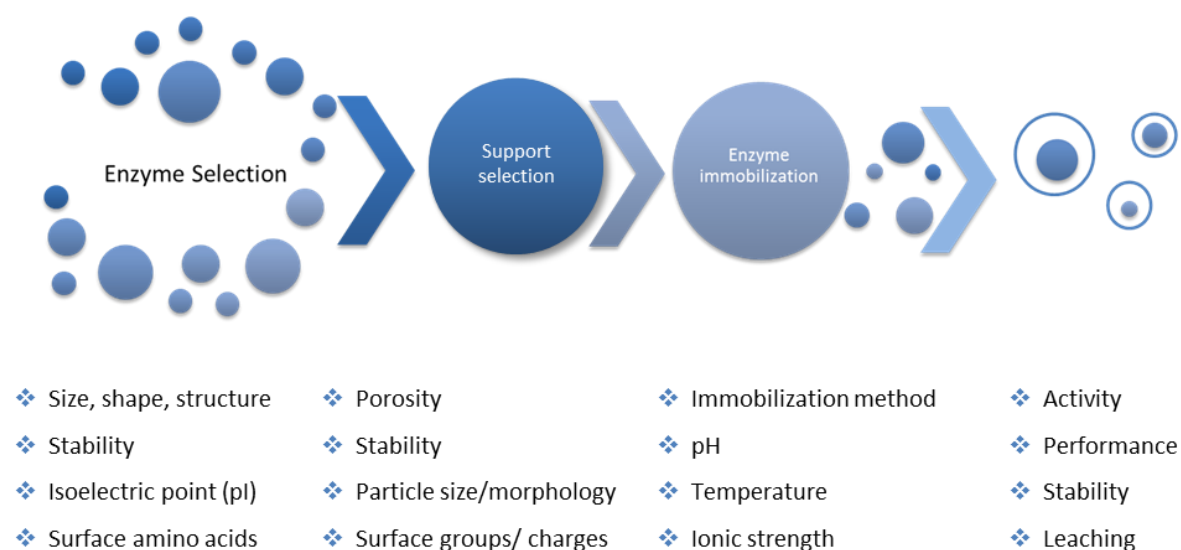 Enzyme Selection
Support
selection
Enzyme
immobilization
Size, shape, structure
Stability
Isoelectric point (pI)
Surface amino acids
Porosity
Stability
Particle size/morphology
Surface groups/ charges
Immobilization method
pH
Temperature
Ionic strength
Activity
Performance
Stability
Leaching